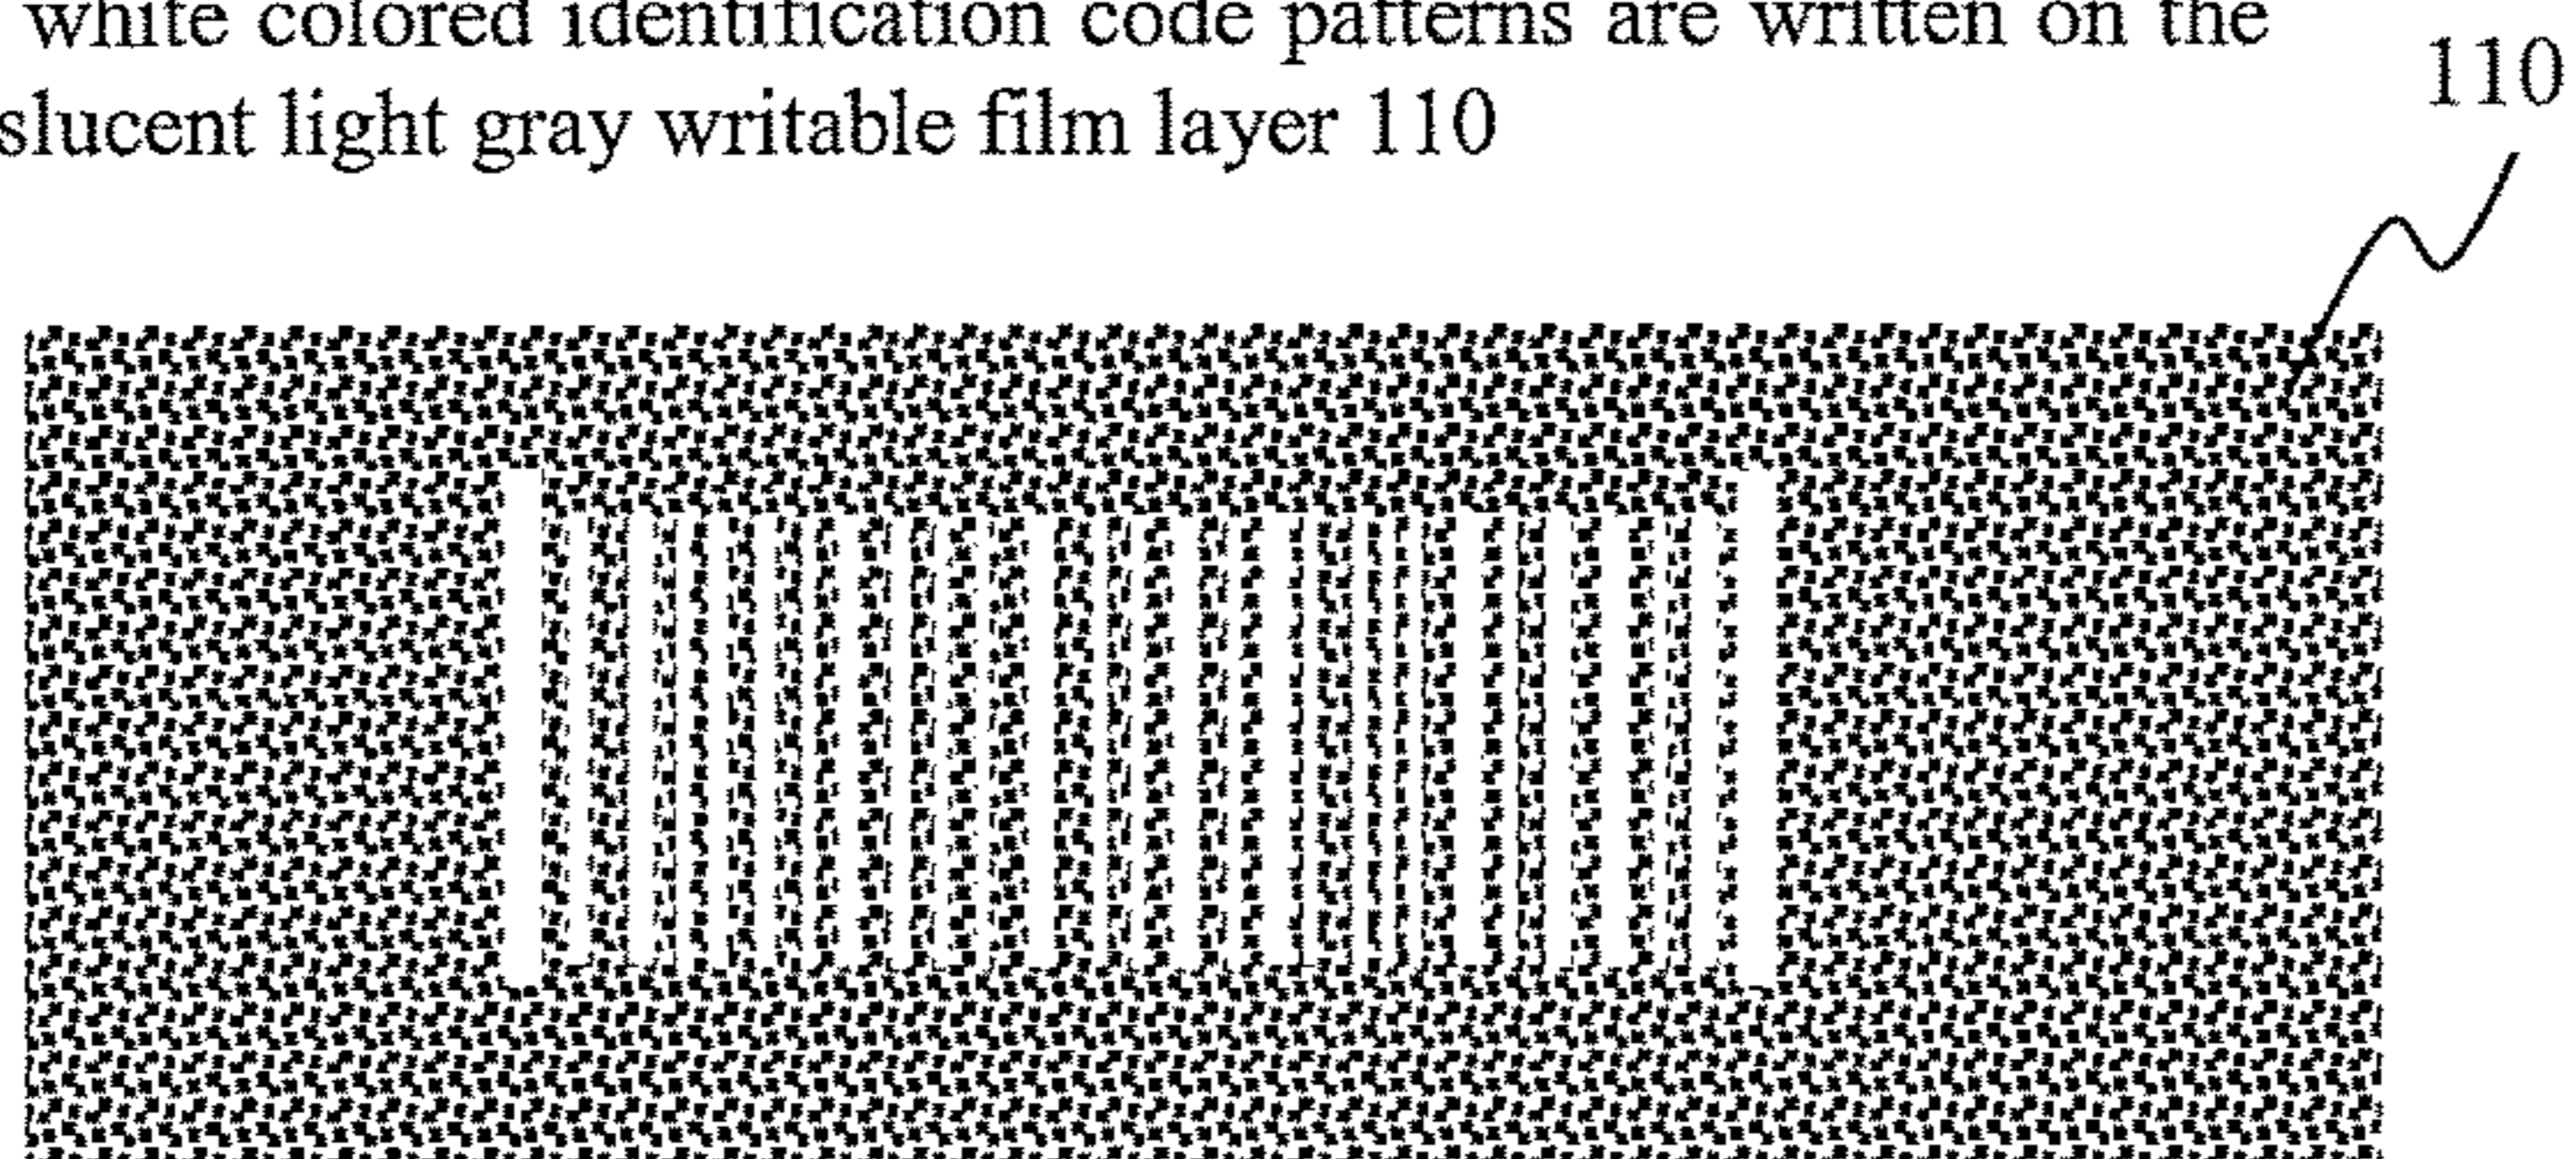 white colored identification code patterns are written on the
slucent light gray writable film layer 110
110